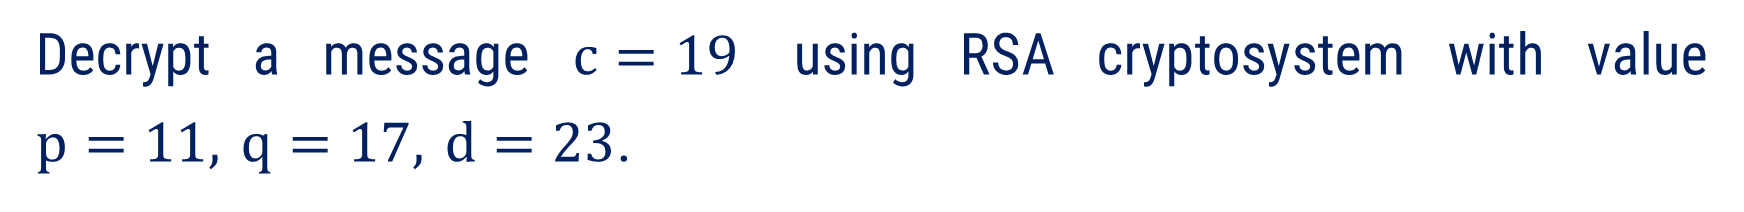 Decrypt a message c = 19 using RSA cryptosystem with value
p = 11, q = 17, d = 23.